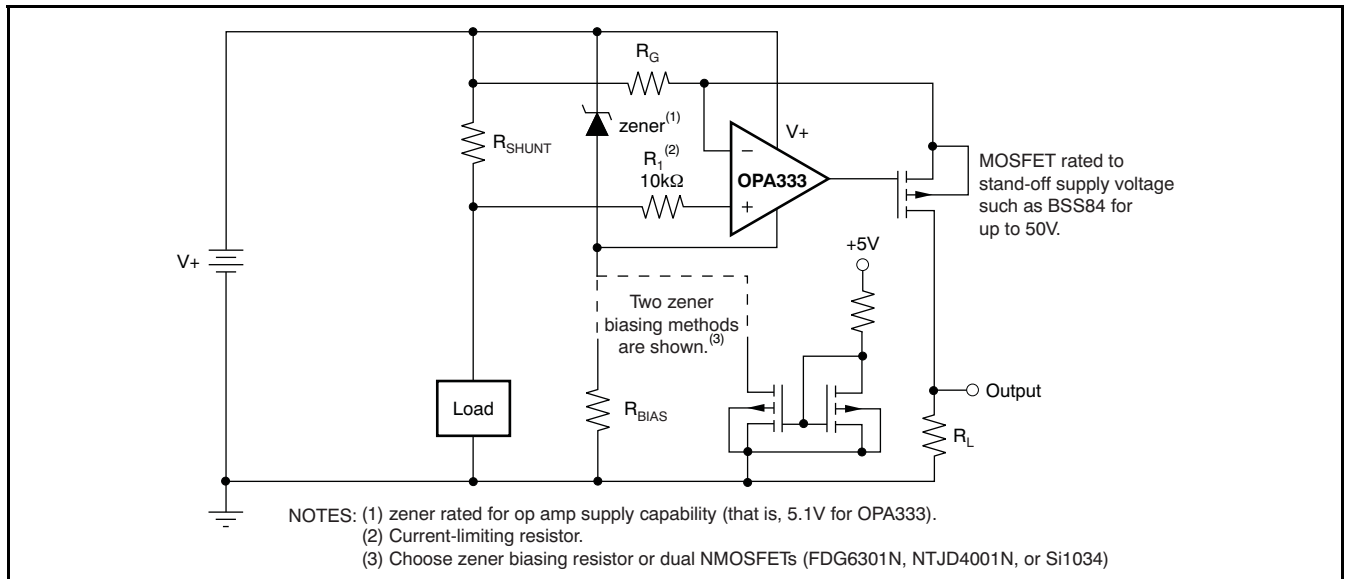 R_G
zener(1)
V+
R_SHUNT
R_1(2)
10kΩ
−
OPA333
+
MOSFET rated to
stand-off supply voltage
such as BSS84 for
up to 50V.
+5V
V+
Two zener
biasing methods
are shown.(3)
Output
Load
R_BIAS
R_L
NOTES: (1) zener rated for op amp supply capability (that is, 5.1V for OPA333).
(2) Current-limiting resistor.
(3) Choose zener biasing resistor or dual NMOSFETs (FDG6301N, NTJD4001N, or Si1034)